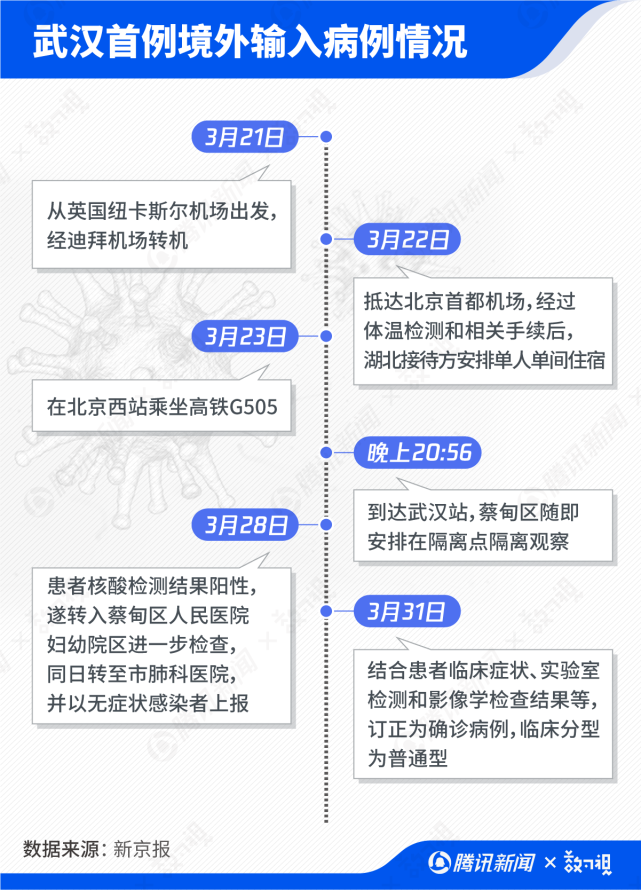 武汉首例境外输入病例情况
3月21日
从英国纽卡斯尔机场出发，
经迪拜机场转机
3月22日
抵达北京首都机场，经过
体温检测和相关手续后，
湖北接待方安排单人单间住宿
3月23日
在北京西站乘坐高铁G505
晚上20:56
到达武汉站，蔡甸区随即
安排在隔离点隔离观察
3月28日
患者核酸检测结果阳性，
遂转入蔡甸区人民医院
妇幼院区进一步检查，
同日转至市肺科医院，
并以无症状感染者上报
3月31日
结合患者临床症状、实验室
检测和影像学检查结果等，
订正为确诊病例，临床分型
为普通型
数据来源：新京报
腾讯新闻 × 数可视